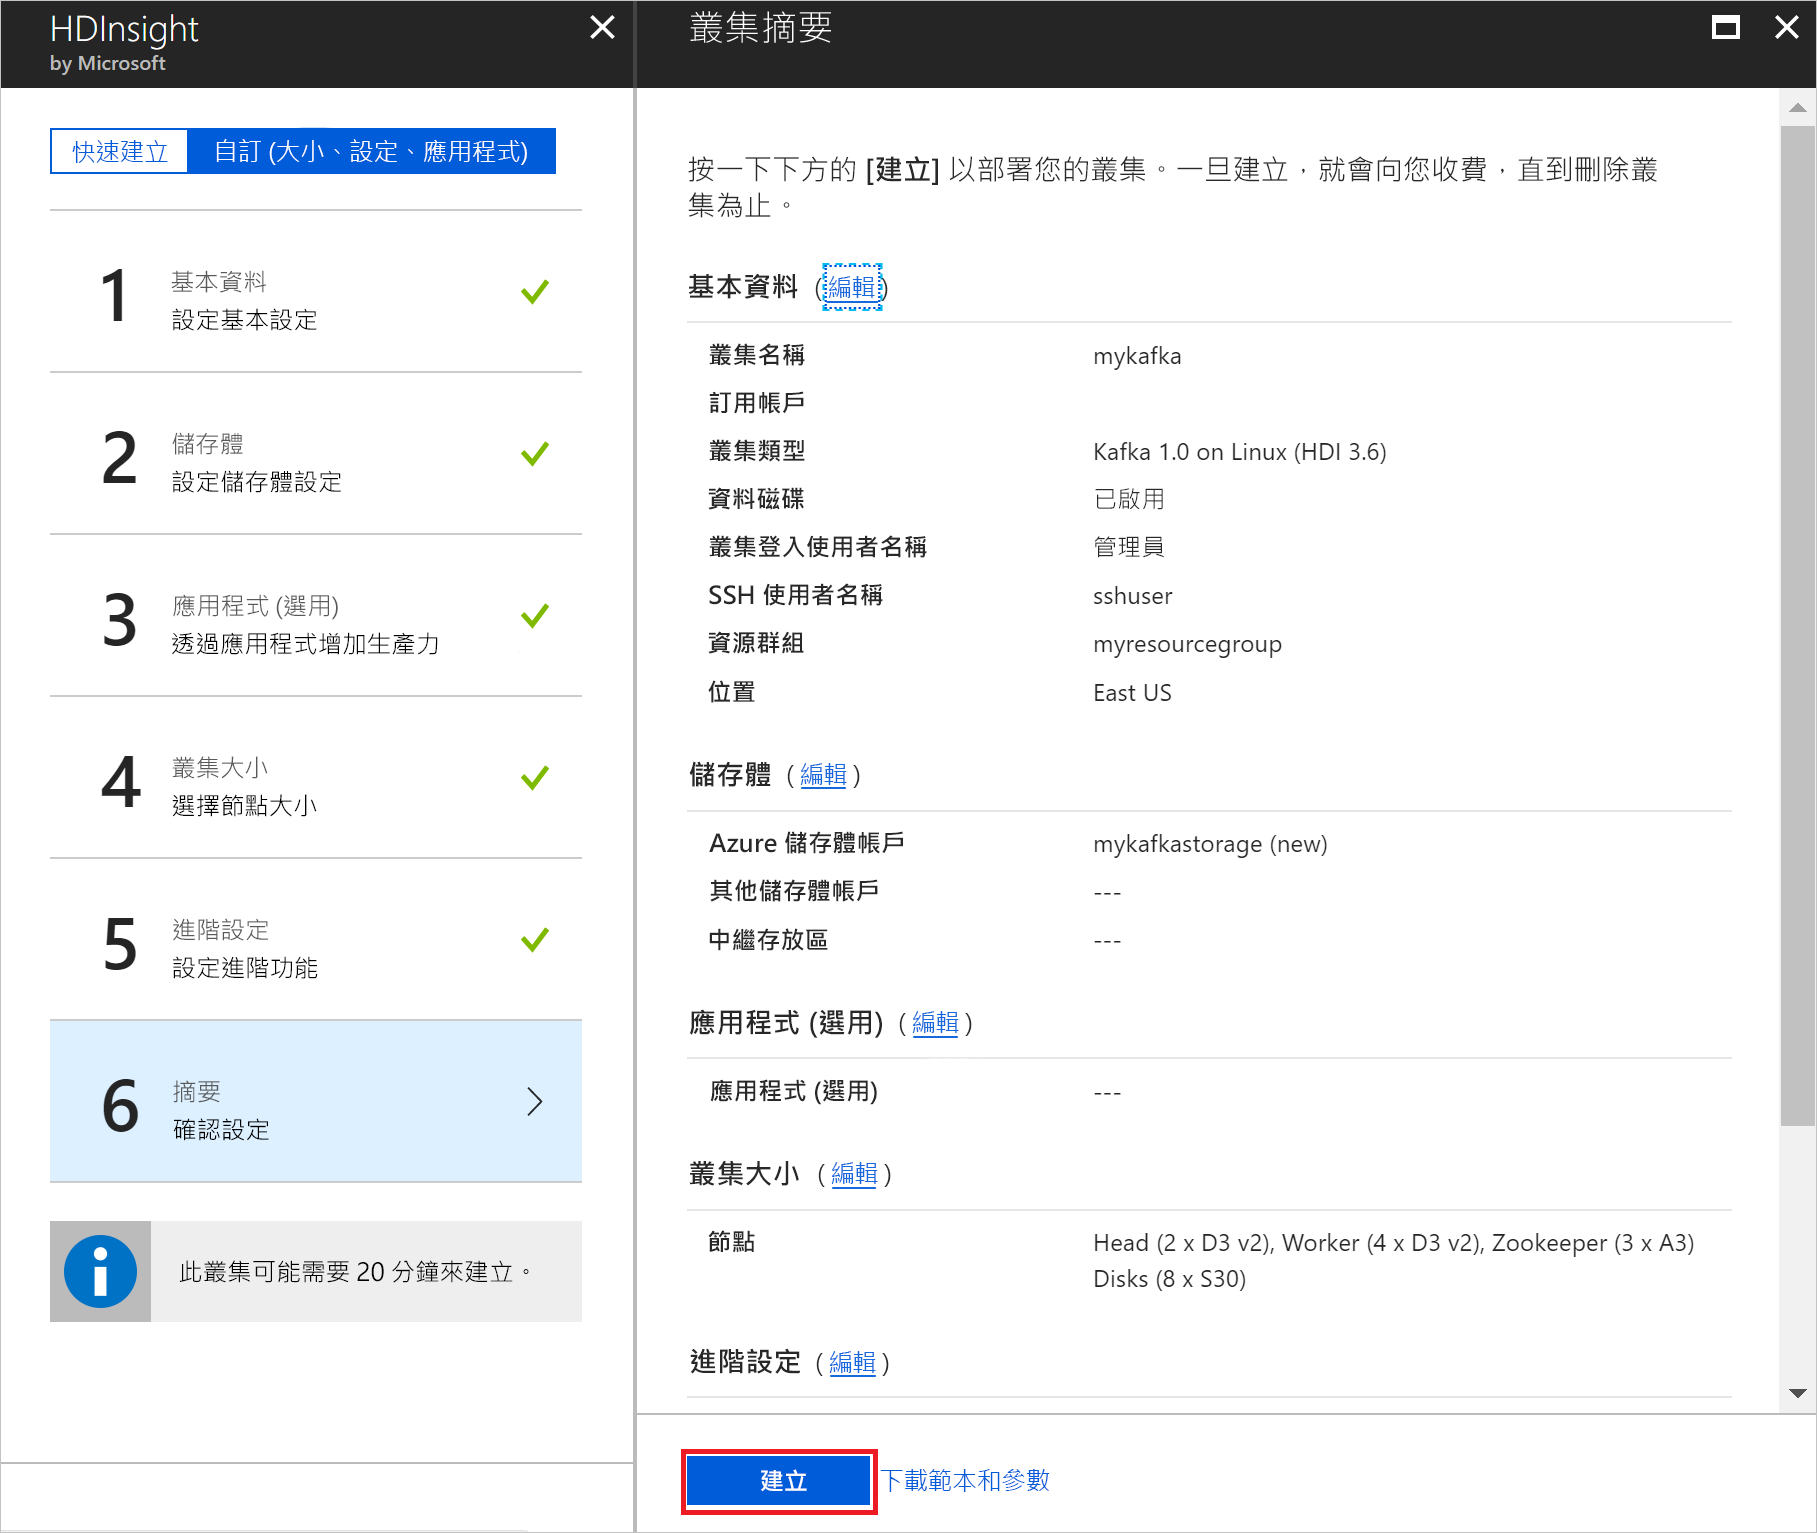 HDInsight
by Microsoft
快速建立
自訂 (大小、設定、應用程式)
1
基本資料
設定基本設定
2
儲存體
設定儲存體設定
3
應用程式 (選用)
透過應用程式增加生產力
4
叢集大小
選擇節點大小
5
進階設定
設定進階功能
6
摘要
確認設定
此叢集可能需要 20 分鐘來建立。
叢集摘要
按一下下方的 [建立] 以部署您的叢集。一旦建立，就會向您收費，直到刪除叢
集為止。
基本資料 (編輯)
叢集名稱 mykafka
訂用帳戶
叢集類型 Kafka 1.0 on Linux (HDI 3.6)
資料磁碟 已啟用
叢集登入使用者名稱 管理員
SSH 使用者名稱 sshuser
資源群組 myresourcegroup
位置 East US
儲存體 (編輯)
Azure 儲存體帳戶 mykafkastorage (new)
其他儲存體帳戶 ---
中繼存放區 ---
應用程式 (選用) (編輯)
應用程式 (選用) ---
叢集大小 (編輯)
節點 Head (2 x D3 v2), Worker (4 x D3 v2), Zookeeper (3 x A3)
Disks (8 x S30)
進階設定 (編輯)
建立 下載範本和參數